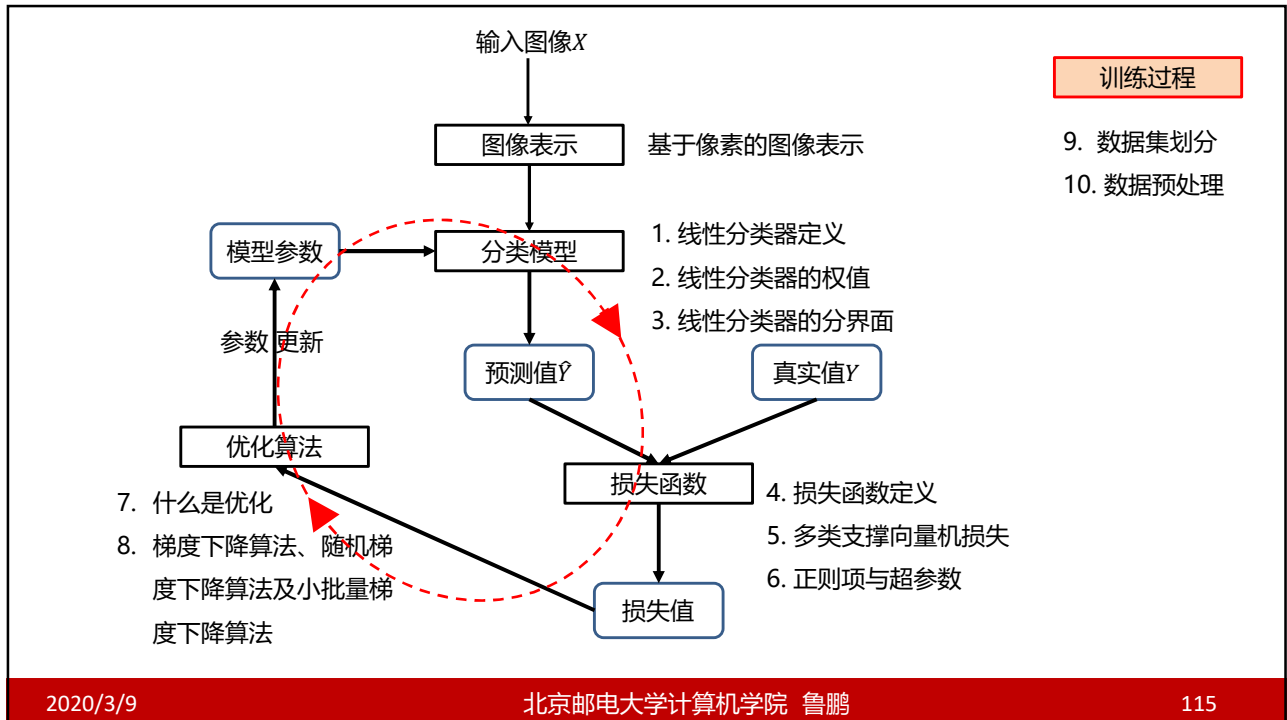 输入图像X
训练过程
图像表示
基于像素的图像表示
9. 数据集划分
10. 数据预处理
模型参数
分类模型
1. 线性分类器定义
2. 线性分类器的权值
3. 线性分类器的分界面
参数 更新
预测值Ŷ
真实值Y
优化算法
损失函数
4. 损失函数定义
5. 多类支撑向量机损失
6. 正则项与超参数
7. 什么是优化
8. 梯度下降算法、随机梯
度下降算法及小批量梯
度下降算法
损失值
2020/3/9
北京邮电大学计算机学院 鲁鹏
115